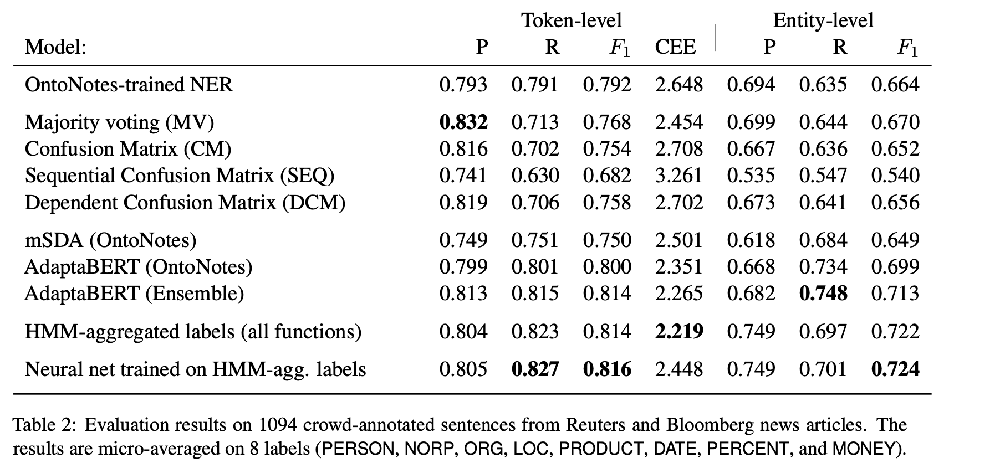 Token-level Entity-level
Model: P R F1 CEE P R F1
OntoNotes-trained NER 0.793 0.791 0.792 2.648 0.694 0.635 0.664
Majority voting (MV) 0.832 0.713 0.768 2.454 0.699 0.644 0.670
Confusion Matrix (CM) 0.816 0.702 0.754 2.708 0.667 0.636 0.652
Sequential Confusion Matrix (SEQ) 0.741 0.630 0.682 3.261 0.535 0.547 0.540
Dependent Confusion Matrix (DCM) 0.819 0.706 0.758 2.702 0.673 0.641 0.656
mSDA (OntoNotes) 0.749 0.751 0.750 2.501 0.618 0.684 0.649
AdaptaBERT (OntoNotes) 0.799 0.801 0.800 2.351 0.668 0.734 0.699
AdaptaBERT (Ensemble) 0.813 0.815 0.814 2.265 0.682 0.748 0.713
HMM-aggregated labels (all functions) 0.804 0.823 0.814 2.219 0.749 0.697 0.722
Neural net trained on HMM-agg. labels 0.805 0.827 0.816 2.448 0.749 0.701 0.724
Table 2: Evaluation results on 1094 crowd-annotated sentences from Reuters and Bloomberg news articles. The
results are micro-averaged on 8 labels (PERSON, NORP, ORG, LOC, PRODUCT, DATE, PERCENT, and MONEY).